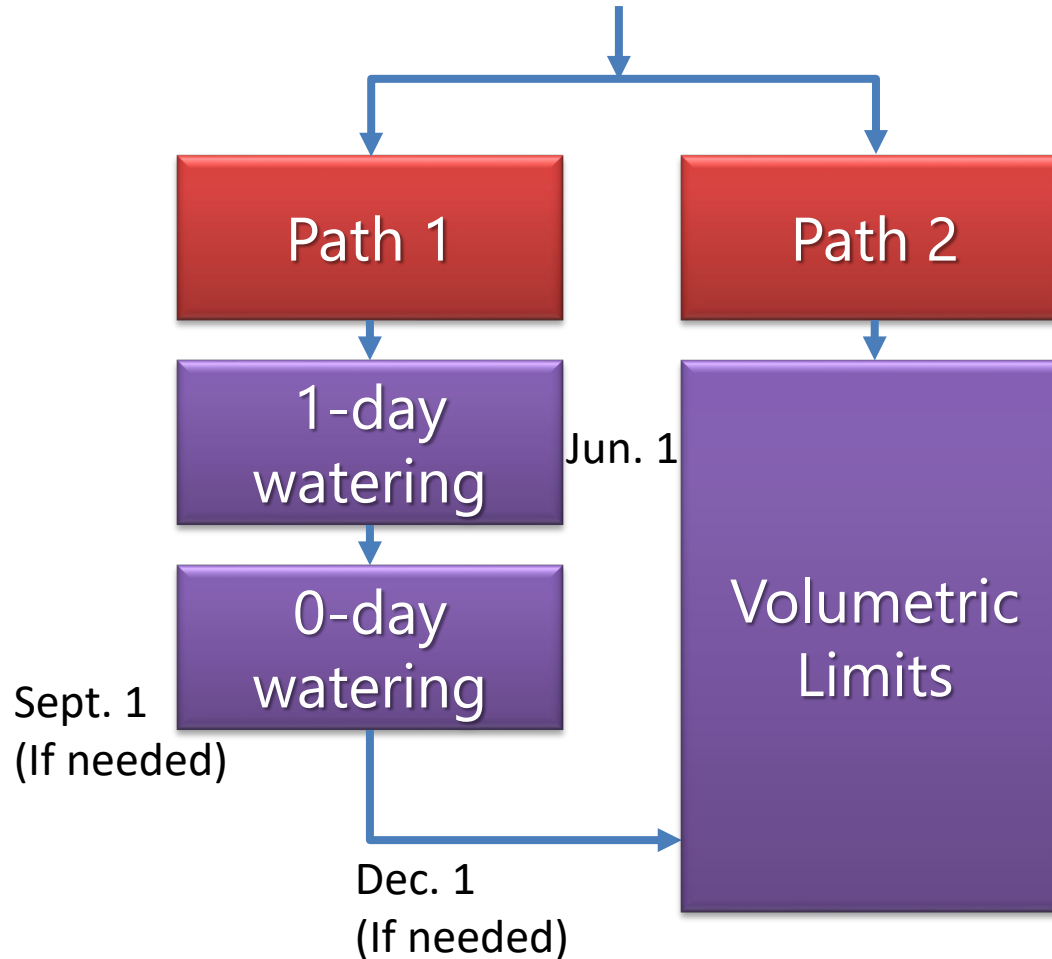 Path 1
Path 2
1-day
watering
Jun. 1
0-day
watering
Sept. 1
(If needed)
Volumetric
Limits
Dec. 1
(If needed)